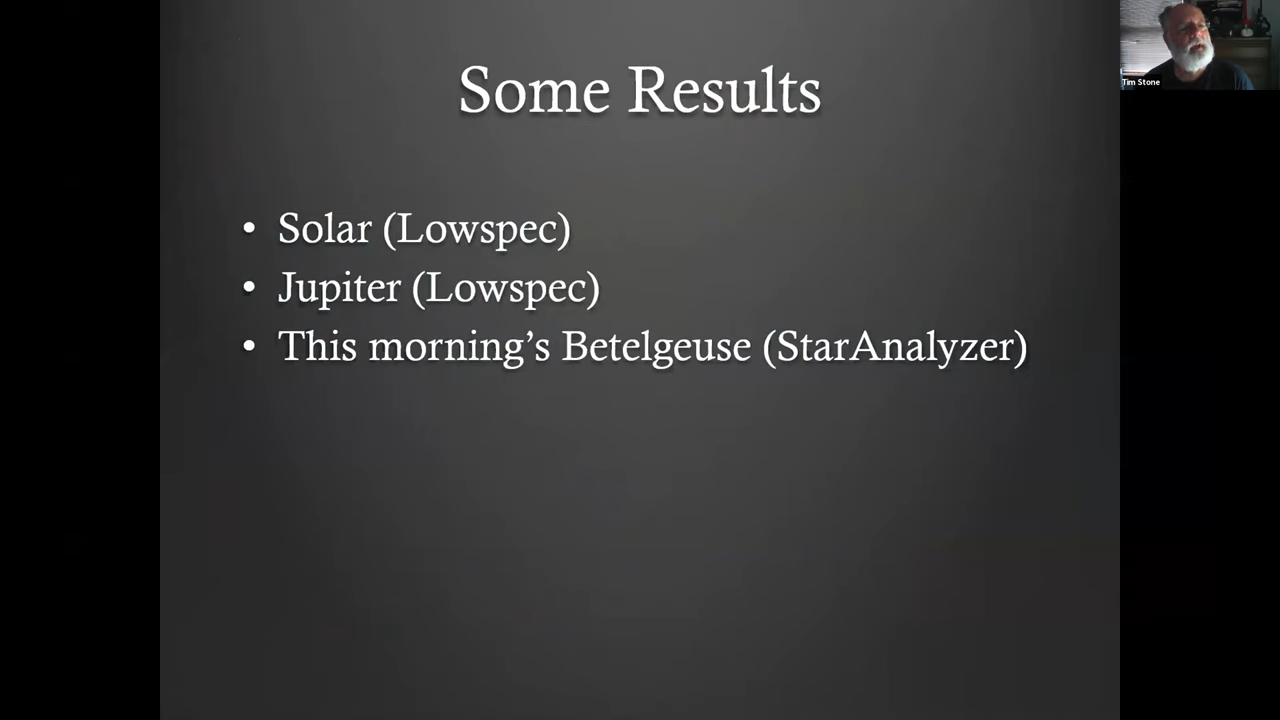 Some Results
• Solar (Lowspec)
• Jupiter (Lowspec)
• This morning’s Betelgeuse (StarAnalyzer)
Tim Stone